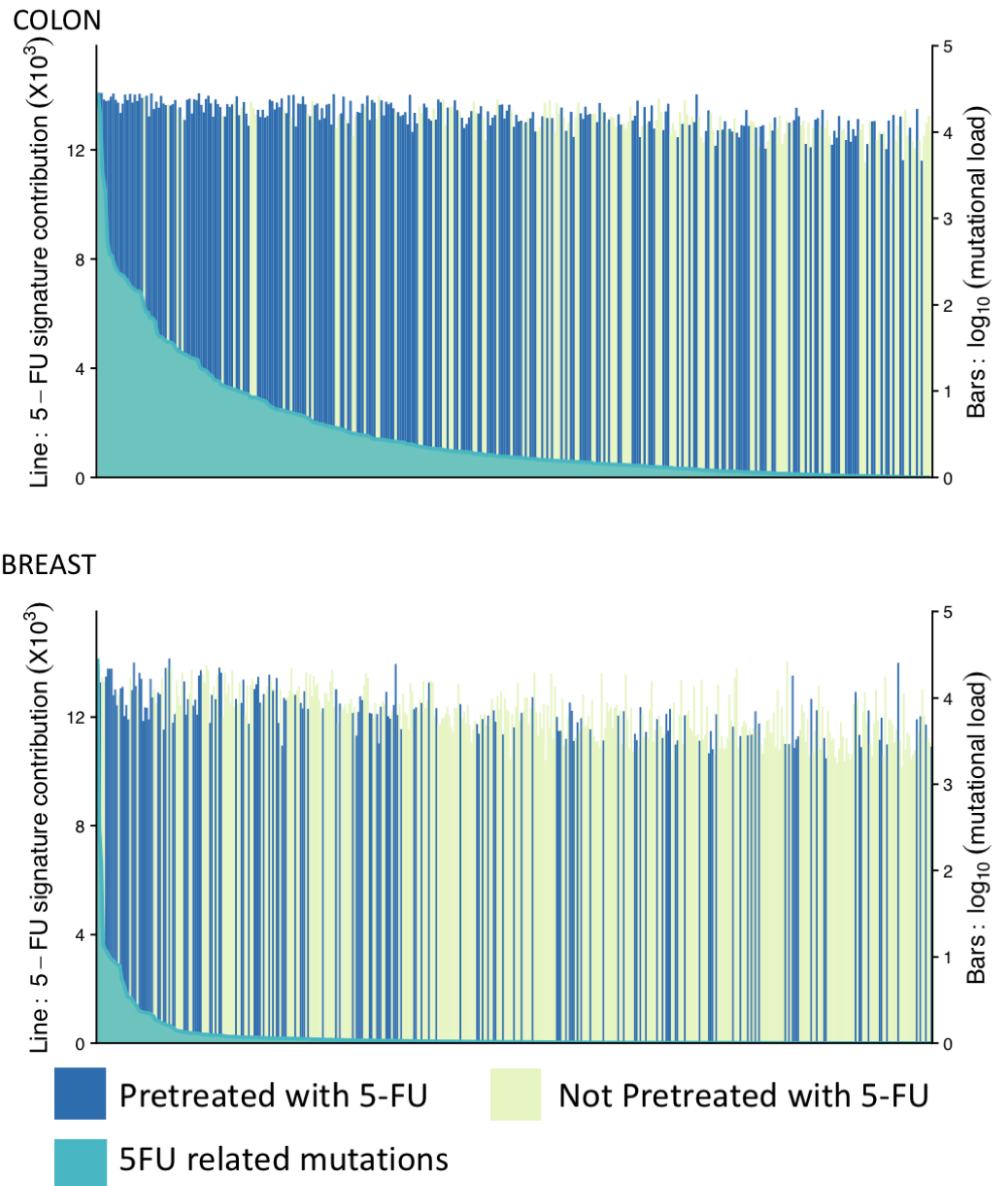 COLON
Line : 5 – FU signature contribution (X10³)
12
8
4
0
5
4
3
2
1
0
Bars : log₁₀ (mutational load)
BREAST
Line : 5 – FU signature contribution (X10³)
12
8
4
0
5
4
3
2
1
0
Bars : log₁₀ (mutational load)
Pretreated with 5-FU
Not Pretreated with 5-FU
5FU related mutations